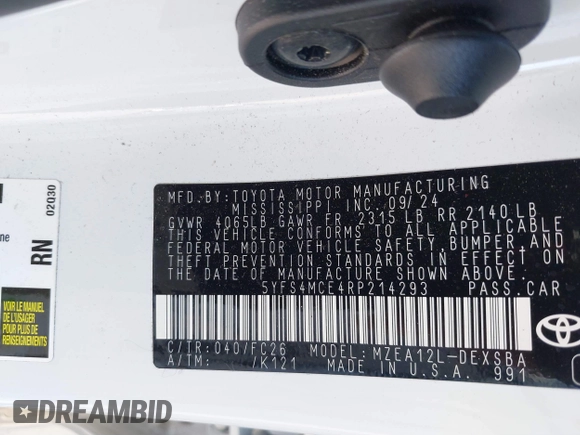 MFD. BY: TOYOTA MOTOR MANUFACTURING
MISSISSIPPI INC. 09/24
GVWR 4065LB GAWR FR 2315 LB RR 2140 LB
THIS VEHICLE CONFORMS TO ALL APPLICABLE
FEDERAL MOTOR VEHICLE SAFETY, BUMPER, AND
THEFT PREVENTION STANDARDS IN EFFECT ON
THE DATE OF MANUFACTURE SHOWN ABOVE.
5YFS4MCE4RP214293 PASS. CAR
C/TR: 040/FC26 MODEL: MZEA12L-DEXSBA
A/TM: /K121 MADE IN U.S.A. 991
02030
RN
VOIR LE MANUEL
DE L'USAGER
POUR PLUS DE
RENSEIGNEMENTS
DREAMBID